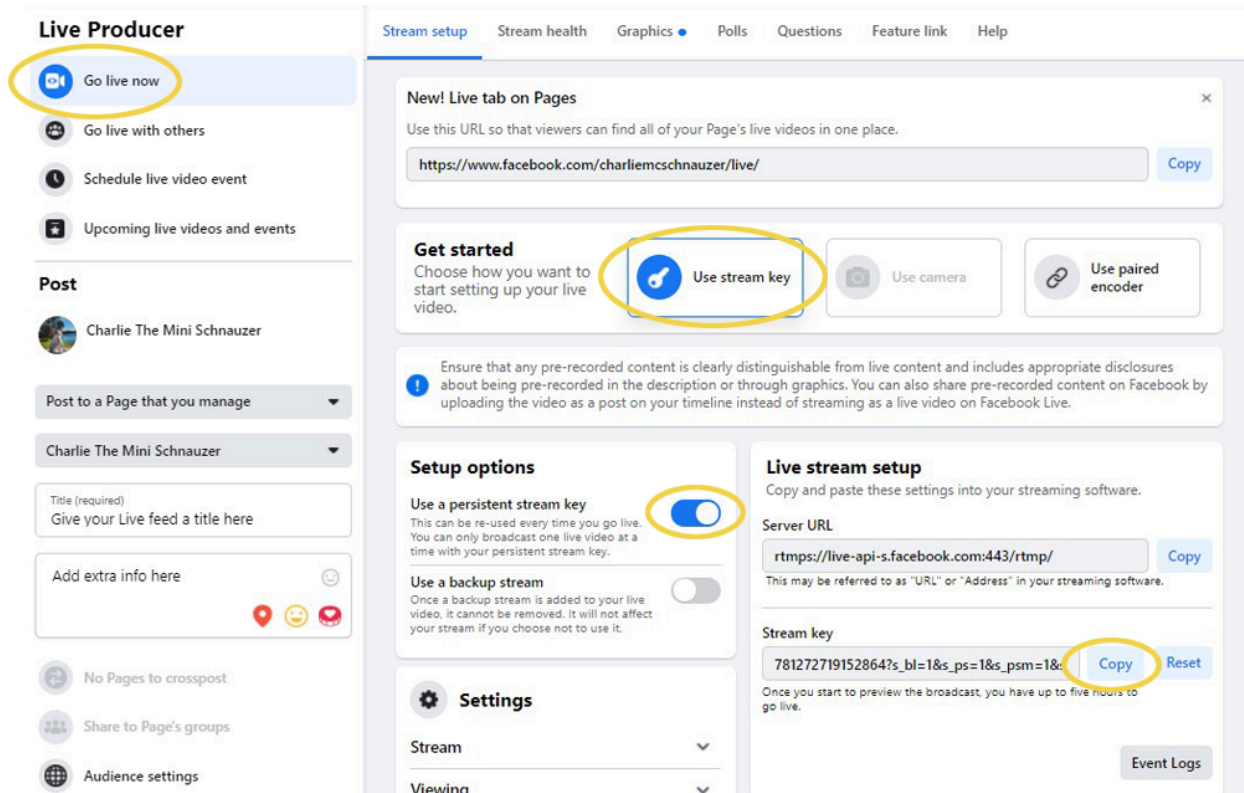 Live Producer
Go live now
Go live with others
Schedule live video event
Upcoming live videos and events
Post
Charlie The Mini Schnauzer
Post to a Page that you manage
Charlie The Mini Schnauzer
Title (required)
Give your Live feed a title here
Add extra info here
No Pages to crosspost
Share to Page's groups
Audience settings
Stream setup Stream health Graphics Polls Questions Feature link Help
New! Live tab on Pages
Use this URL so that viewers can find all of your Page's live videos in one place.
https://www.facebook.com/charliemcschnauzer/live/ Copy
Get started
Choose how you want to
start setting up your live
video.
Use stream key
Use camera
Use paired
encoder
Ensure that any pre-recorded content is clearly distinguishable from live content and includes appropriate disclosures
about being pre-recorded in the description or through graphics. You can also share pre-recorded content on Facebook by
uploading the video as a post on your timeline instead of streaming as a live video on Facebook Live.
Setup options
Use a persistent stream key
This can be re-used every time you go live.
You can only broadcast one live video at a
time with your persistent stream key.
Use a backup stream
Once a backup stream is added to your live
video, it cannot be removed. It will not affect
your stream if you choose not to use it.
Settings
Stream
Viewing
Live stream setup
Copy and paste these settings into your streaming software.
Server URL
rtmps://live-api-s.facebook.com:443/rtmp/ Copy
This may be referred to as "URL" or "Address" in your streaming software.
Stream key
781272719152864?s_bl=1&s_ps=1&s_psm=1&s Copy Reset
Once you start to preview the broadcast, you have up to five hours to
go live.
Event Logs